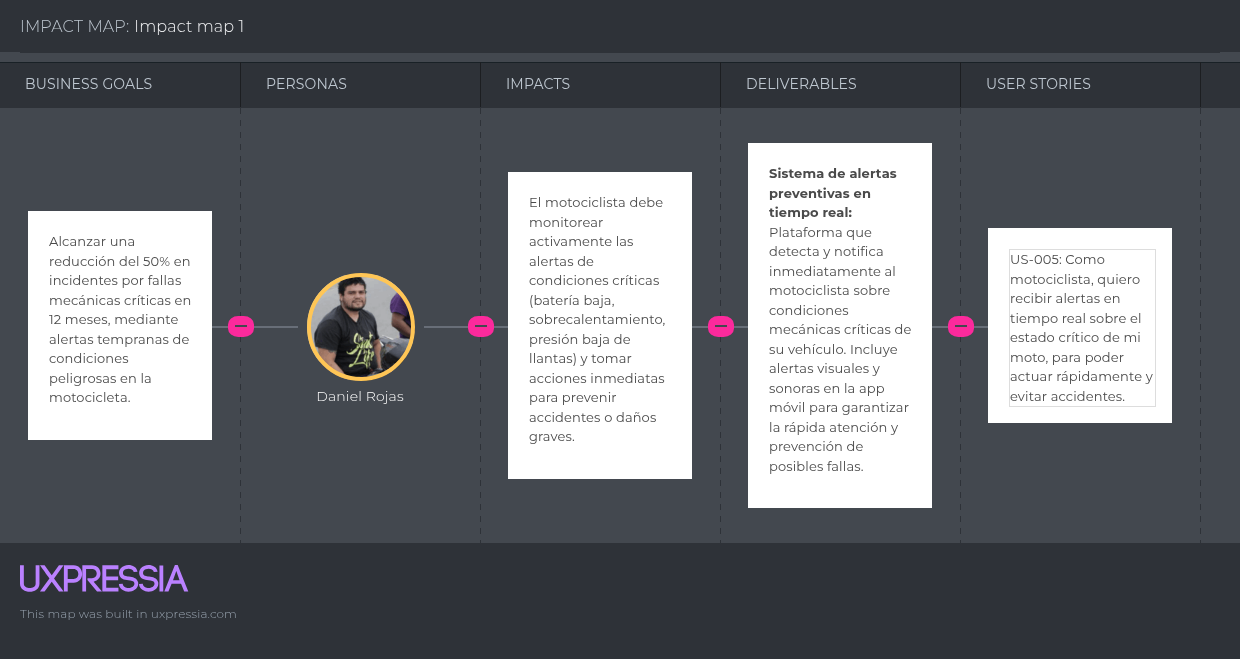 IMPACT MAP: Impact map 1
BUSINESS GOALS
PERSONAS
IMPACTS
DELIVERABLES
USER STORIES
Alcanzar una
reducción del 50% en
incidentes por fallas
mecánicas críticas en
12 meses, mediante
alertas tempranas de
condiciones
peligrosas en la
motocicleta.
Daniel Rojas
El motociclista debe
monitorear
activamente las
alertas de
condiciones críticas
(batería baja,
sobrecalentamiento,
presión baja de
llantas) y tomar
acciones inmediatas
para prevenir
accidentes o daños
graves.
Sistema de alertas
preventivas en
tiempo real:
Plataforma que
detecta y notifica
inmediatamente al
motociclista sobre
condiciones
mecánicas críticas de
su vehículo. Incluye
alertas visuales y
sonoras en la app
móvil para garantizar
la rápida atención y
prevención de
posibles fallas.
US-005: Como
motociclista, quiero
recibir alertas en
tiempo real sobre el
estado crítico de mi
moto, para poder
actuar rápidamente y
evitar accidentes.
UXPRESSIA
This map was built in uxpressia.com